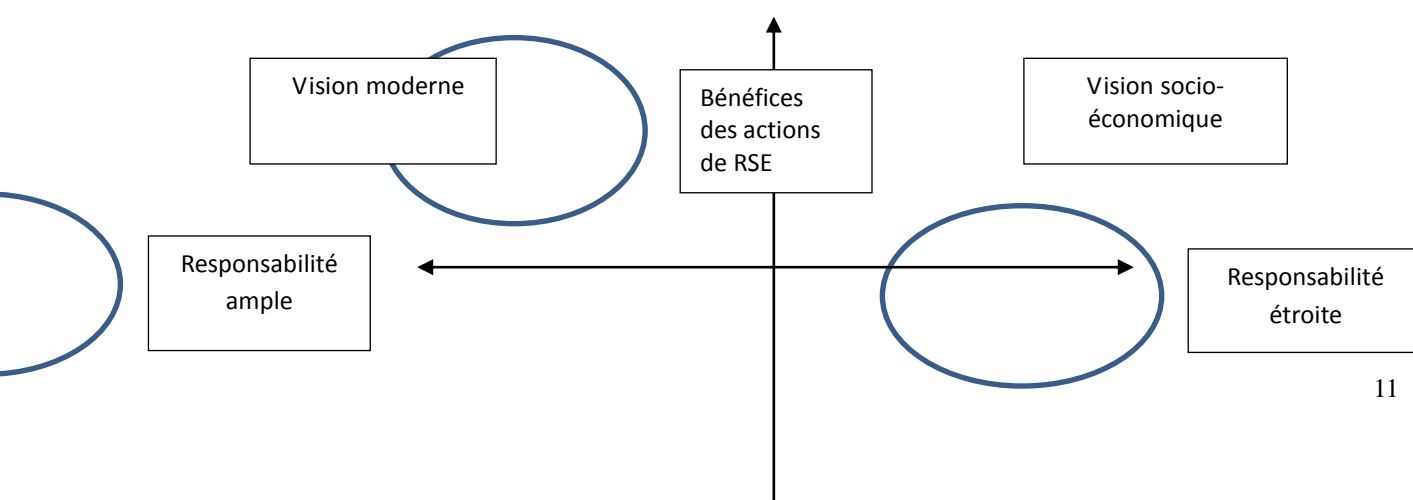 Vision moderne
Bénéfices
des actions
de RSE
Vision socio-
économique
Responsabilité
ample
Responsabilité
étroite
11